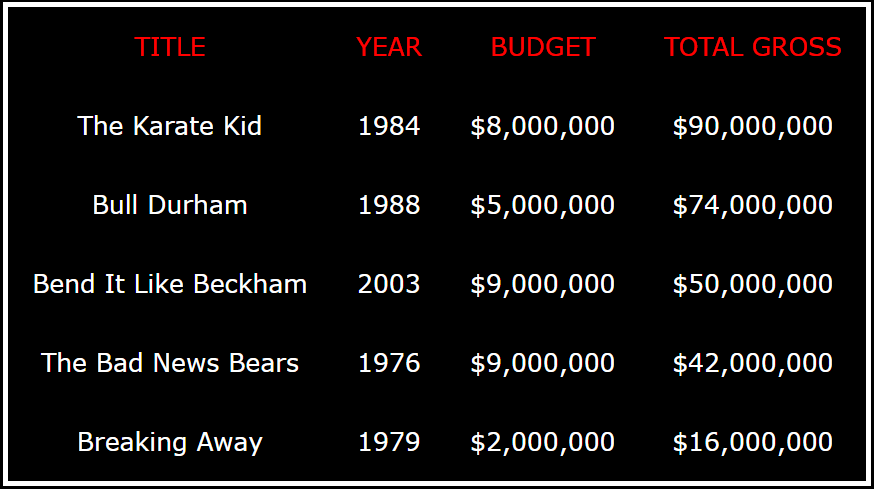 TITLE YEAR BUDGET TOTAL GROSS
The Karate Kid 1984 $8,000,000 $90,000,000
Bull Durham 1988 $5,000,000 $74,000,000
Bend It Like Beckham 2003 $9,000,000 $50,000,000
The Bad News Bears 1976 $9,000,000 $42,000,000
Breaking Away 1979 $2,000,000 $16,000,000